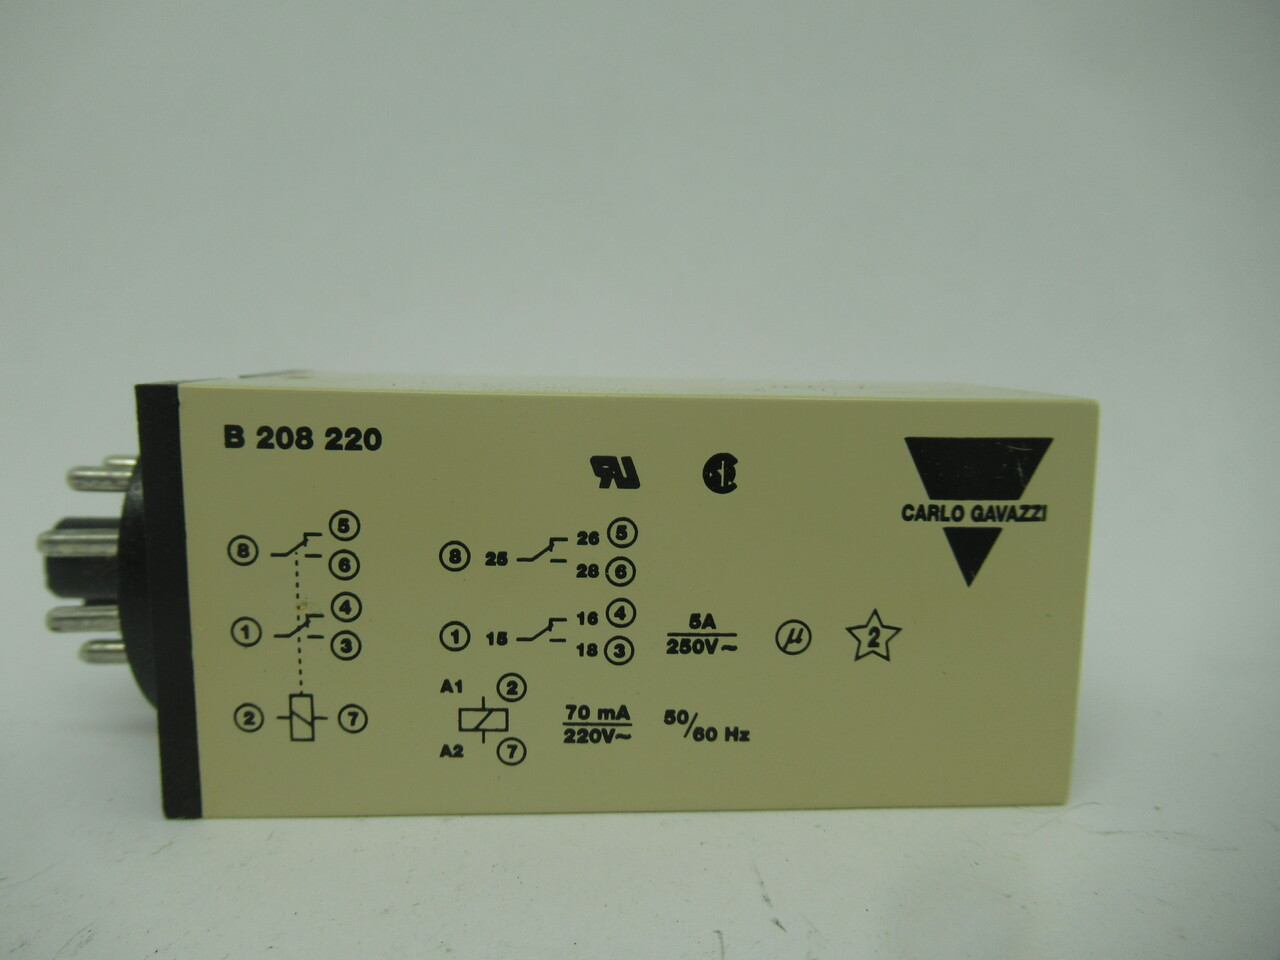 B 208 220
CARLO GAVAZZI
8 5
6
1 4
3
2 7
8 25 26 5
28 6
1 15 16 4
18 3
5A
250V~
µ
2
A1 2
A2 7
70 mA
220V~
50/60 Hz